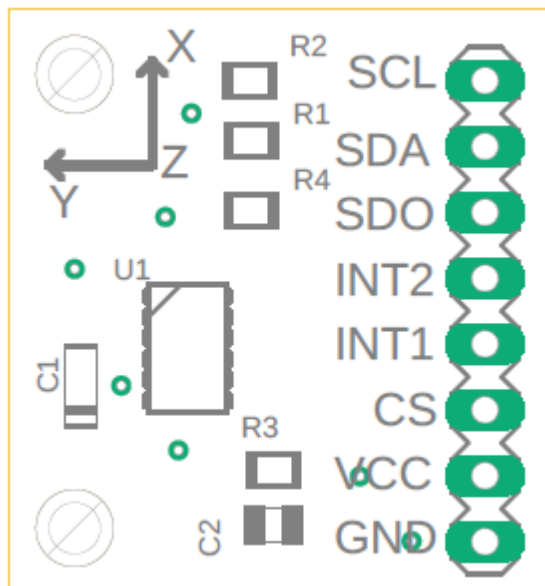 X
R2
SCL
R1
SDA
Z
R4
Y
SDO
U1
INT2
INT1
C1
CS
R3
VCC
C2
GND